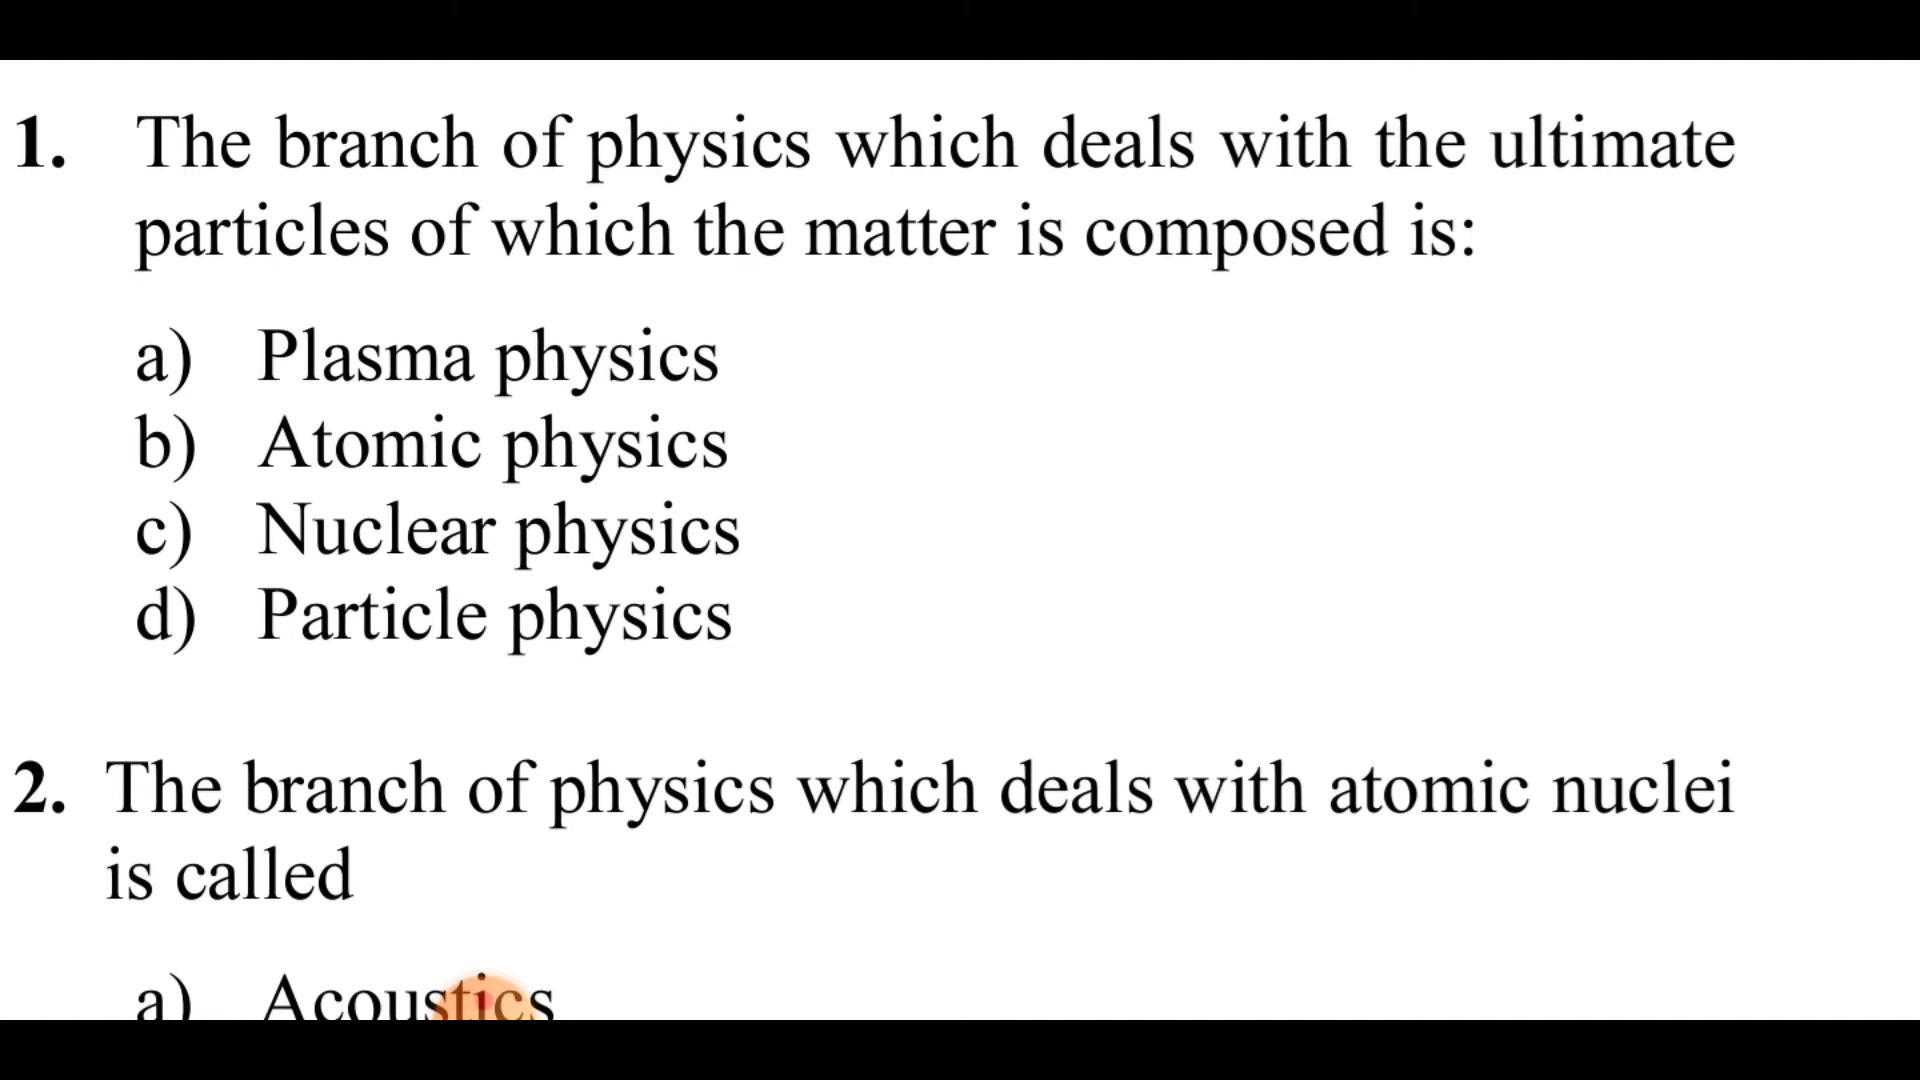 1. The branch of physics which deals with the ultimate
particles of which the matter is composed is:
a) Plasma physics
b) Atomic physics
c) Nuclear physics
d) Particle physics
2. The branch of physics which deals with atomic nuclei
is called
a) Acoustics